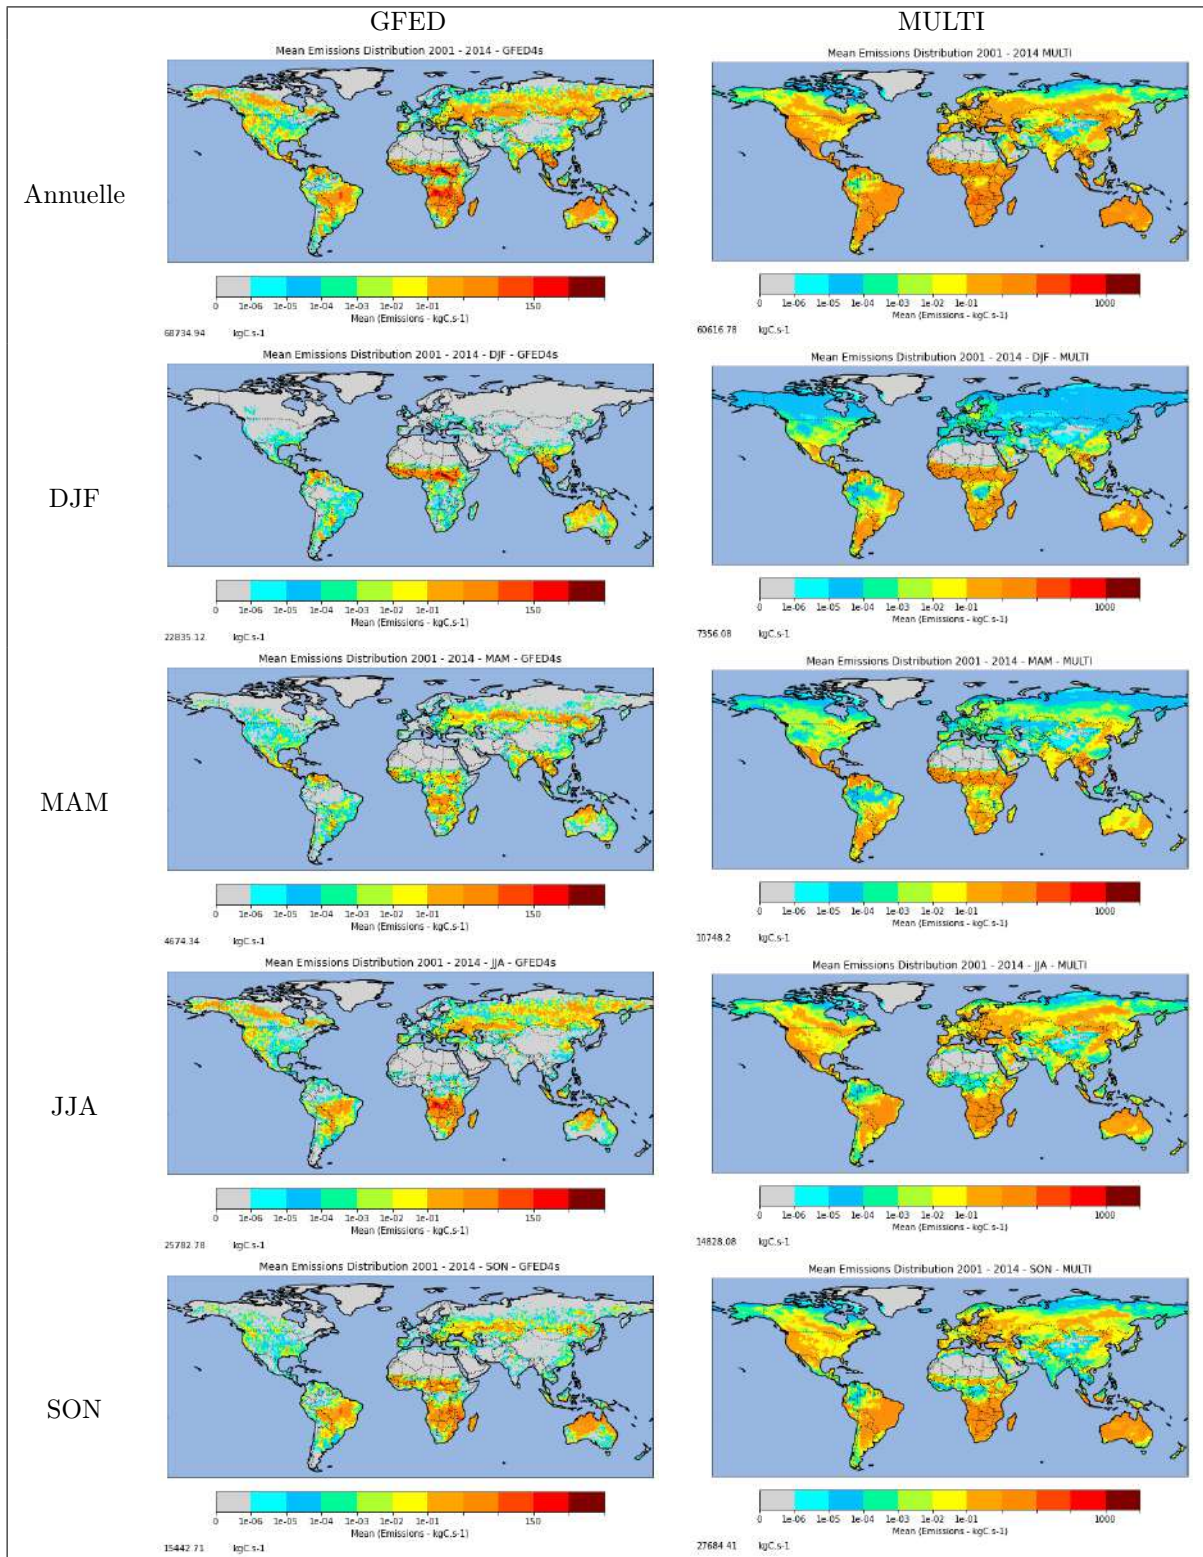 GFED MULTI
Mean Emissions Distribution 2001 - 2014 - GFED4s
Mean Emissions Distribution 2001 - 2014 MULTI
Annuelle
0 1e-06 1e-05 1e-04 1e-03 1e-02 1e-01 150
Mean (Emissions - kgC.s-1)
68734.94 kgC.s-1
0 1e-06 1e-05 1e-04 1e-03 1e-02 1e-01 1000
Mean (Emissions - kgC.s-1)
60616.78 kgC.s-1
Mean Emissions Distribution 2001 - 2014 - DJF - GFED4s
Mean Emissions Distribution 2001 - 2014 - DJF - MULTI
DJF
0 1e-06 1e-05 1e-04 1e-03 1e-02 1e-01 150
Mean (Emissions - kgC.s-1)
22835.12 kgC.s-1
0 1e-06 1e-05 1e-04 1e-03 1e-02 1e-01 1000
Mean (Emissions - kgC.s-1)
7356.08 kgC.s-1
Mean Emissions Distribution 2001 - 2014 - MAM - GFED4s
Mean Emissions Distribution 2001 - 2014 - MAM - MULTI
MAM
0 1e-06 1e-05 1e-04 1e-03 1e-02 1e-01 150
Mean (Emissions - kgC.s-1)
4674.34 kgC.s-1
0 1e-06 1e-05 1e-04 1e-03 1e-02 1e-01 1000
Mean (Emissions - kgC.s-1)
10748.2 kgC.s-1
Mean Emissions Distribution 2001 - 2014 - JJA - GFED4s
Mean Emissions Distribution 2001 - 2014 - JJA - MULTI
JJA
0 1e-06 1e-05 1e-04 1e-03 1e-02 1e-01 150
Mean (Emissions - kgC.s-1)
25782.78 kgC.s-1
0 1e-06 1e-05 1e-04 1e-03 1e-02 1e-01 1000
Mean (Emissions - kgC.s-1)
14828.08 kgC.s-1
Mean Emissions Distribution 2001 - 2014 - SON - GFED4s
Mean Emissions Distribution 2001 - 2014 - SON - MULTI
SON
0 1e-06 1e-05 1e-04 1e-03 1e-02 1e-01 150
Mean (Emissions - kgC.s-1)
15442.71 kgC.s-1
0 1e-06 1e-05 1e-04 1e-03 1e-02 1e-01 1000
Mean (Emissions - kgC.s-1)
27684.41 kgC.s-1